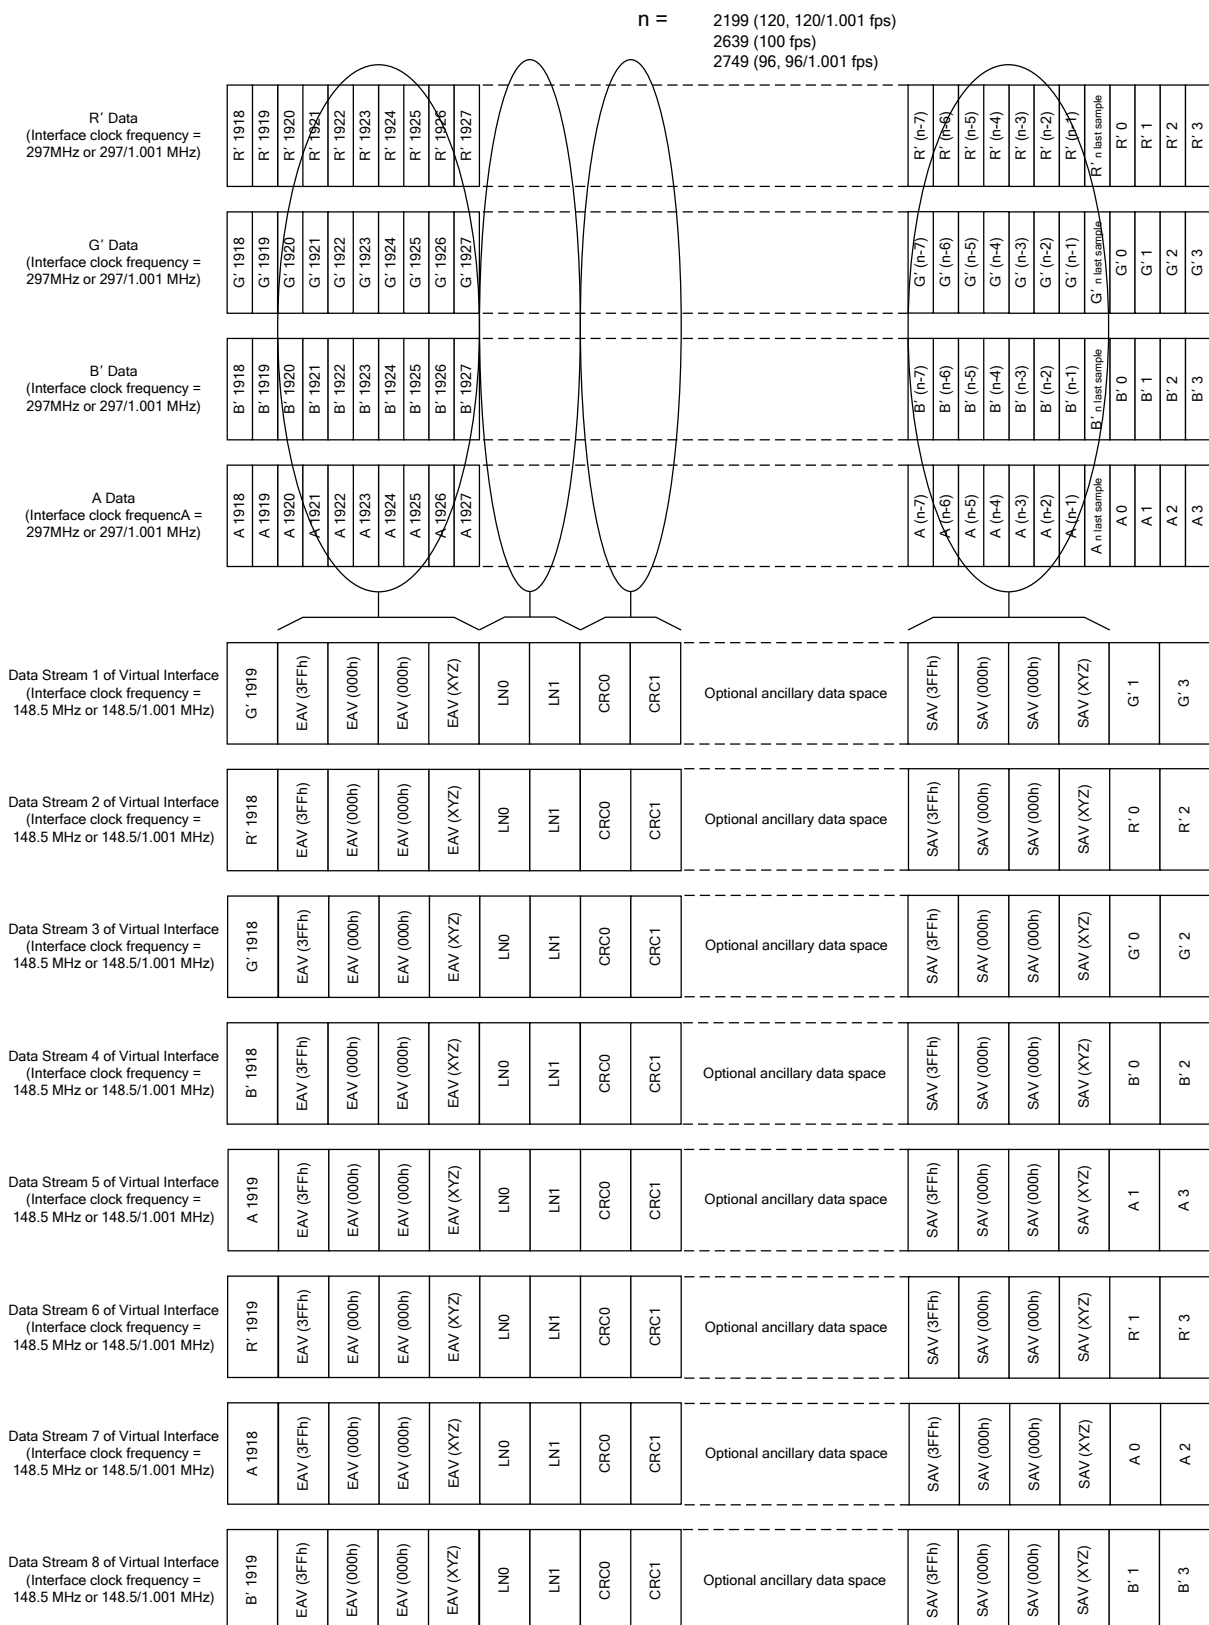 n = 2199 (120, 120/1.001 fps)
2639 (100 fps)
2749 (96, 96/1.001 fps)
R′ Data
(Interface clock frequency =
297MHz or 297/1.001 MHz)
R′ 1918 R′ 1919 R′ 1920 R′ 1921 R′ 1922 R′ 1923 R′ 1924 R′ 1925 R′ 1926 R′ 1927 R′ (n-7) R′ (n-6) R′ (n-5) R′ (n-4) R′ (n-3) R′ (n-2) R′ (n-1) R′ n last sample R′ 0 R′ 1 R′ 2 R′ 3
G′ Data
(Interface clock frequency =
297MHz or 297/1.001 MHz)
G′ 1918 G′ 1919 G′ 1920 G′ 1921 G′ 1922 G′ 1923 G′ 1924 G′ 1925 G′ 1926 G′ 1927 G′ (n-7) G′ (n-6) G′ (n-5) G′ (n-4) G′ (n-3) G′ (n-2) G′ (n-1) G′ n last sample G′ 0 G′ 1 G′ 2 G′ 3
B′ Data
(Interface clock frequency =
297MHz or 297/1.001 MHz)
B′ 1918 B′ 1919 B′ 1920 B′ 1921 B′ 1922 B′ 1923 B′ 1924 B′ 1925 B′ 1926 B′ 1927 B′ (n-7) B′ (n-6) B′ (n-5) B′ (n-4) B′ (n-3) B′ (n-2) B′ (n-1) B′ n last sample B′ 0 B′ 1 B′ 2 B′ 3
A Data
(Interface clock frequencA =
297MHz or 297/1.001 MHz)
A 1918 A 1919 A 1920 A 1921 A 1922 A 1923 A 1924 A 1925 A 1926 A 1927 A (n-7) A (n-6) A (n-5) A (n-4) A (n-3) A (n-2) A (n-1) A n last sample A 0 A 1 A 2 A 3
Data Stream 1 of Virtual Interface
(Interface clock frequency =
148.5 MHz or 148.5/1.001 MHz)
G′ 1919 EAV (3FFh) EAV (000h) EAV (000h) EAV (XYZ) LN0 LN1 CRC0 CRC1 Optional ancillary data space SAV (3FFh) SAV (000h) SAV (000h) SAV (XYZ) G′ 1 G′ 3
Data Stream 2 of Virtual Interface
(Interface clock frequency =
148.5 MHz or 148.5/1.001 MHz)
R′ 1918 EAV (3FFh) EAV (000h) EAV (000h) EAV (XYZ) LN0 LN1 CRC0 CRC1 Optional ancillary data space SAV (3FFh) SAV (000h) SAV (000h) SAV (XYZ) R′ 0 R′ 2
Data Stream 3 of Virtual Interface
(Interface clock frequency =
148.5 MHz or 148.5/1.001 MHz)
G′ 1918 EAV (3FFh) EAV (000h) EAV (000h) EAV (XYZ) LN0 LN1 CRC0 CRC1 Optional ancillary data space SAV (3FFh) SAV (000h) SAV (000h) SAV (XYZ) G′ 0 G′ 2
Data Stream 4 of Virtual Interface
(Interface clock frequency =
148.5 MHz or 148.5/1.001 MHz)
B′ 1918 EAV (3FFh) EAV (000h) EAV (000h) EAV (XYZ) LN0 LN1 CRC0 CRC1 Optional ancillary data space SAV (3FFh) SAV (000h) SAV (000h) SAV (XYZ) B′ 0 B′ 2
Data Stream 5 of Virtual Interface
(Interface clock frequency =
148.5 MHz or 148.5/1.001 MHz)
A 1919 EAV (3FFh) EAV (000h) EAV (000h) EAV (XYZ) LN0 LN1 CRC0 CRC1 Optional ancillary data space SAV (3FFh) SAV (000h) SAV (000h) SAV (XYZ) A 1 A 3
Data Stream 6 of Virtual Interface
(Interface clock frequency =
148.5 MHz or 148.5/1.001 MHz)
R′ 1919 EAV (3FFh) EAV (000h) EAV (000h) EAV (XYZ) LN0 LN1 CRC0 CRC1 Optional ancillary data space SAV (3FFh) SAV (000h) SAV (000h) SAV (XYZ) R′ 1 R′ 3
Data Stream 7 of Virtual Interface
(Interface clock frequency =
148.5 MHz or 148.5/1.001 MHz)
A 1918 EAV (3FFh) EAV (000h) EAV (000h) EAV (XYZ) LN0 LN1 CRC0 CRC1 Optional ancillary data space SAV (3FFh) SAV (000h) SAV (000h) SAV (XYZ) A 0 A 2
Data Stream 8 of Virtual Interface
(Interface clock frequency =
148.5 MHz or 148.5/1.001 MHz)
B′ 1919 EAV (3FFh) EAV (000h) EAV (000h) EAV (XYZ) LN0 LN1 CRC0 CRC1 Optional ancillary data space SAV (3FFh) SAV (000h) SAV (000h) SAV (XYZ) B′ 1 B′ 3